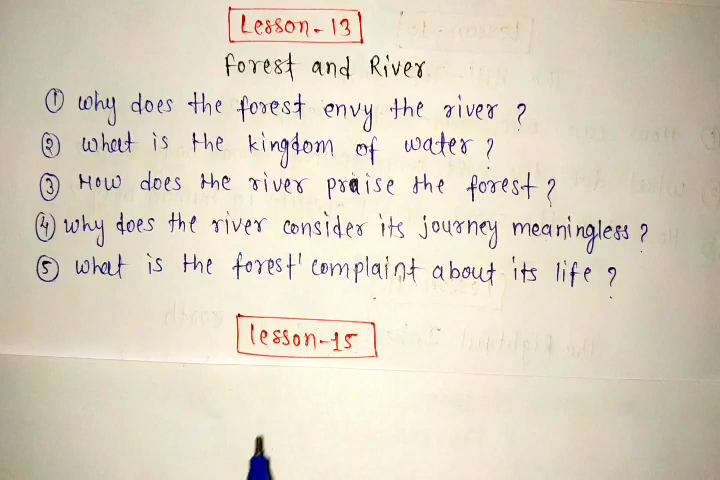 Lesson-13
Forest and River
① why does the forest envy the river ?
② what is the kingdom of water ?
③ How does the river praise the forest ?
④ why does the river consider its journey meaningless ?
⑤ what is the forest' complaint about its life ?
lesson-15